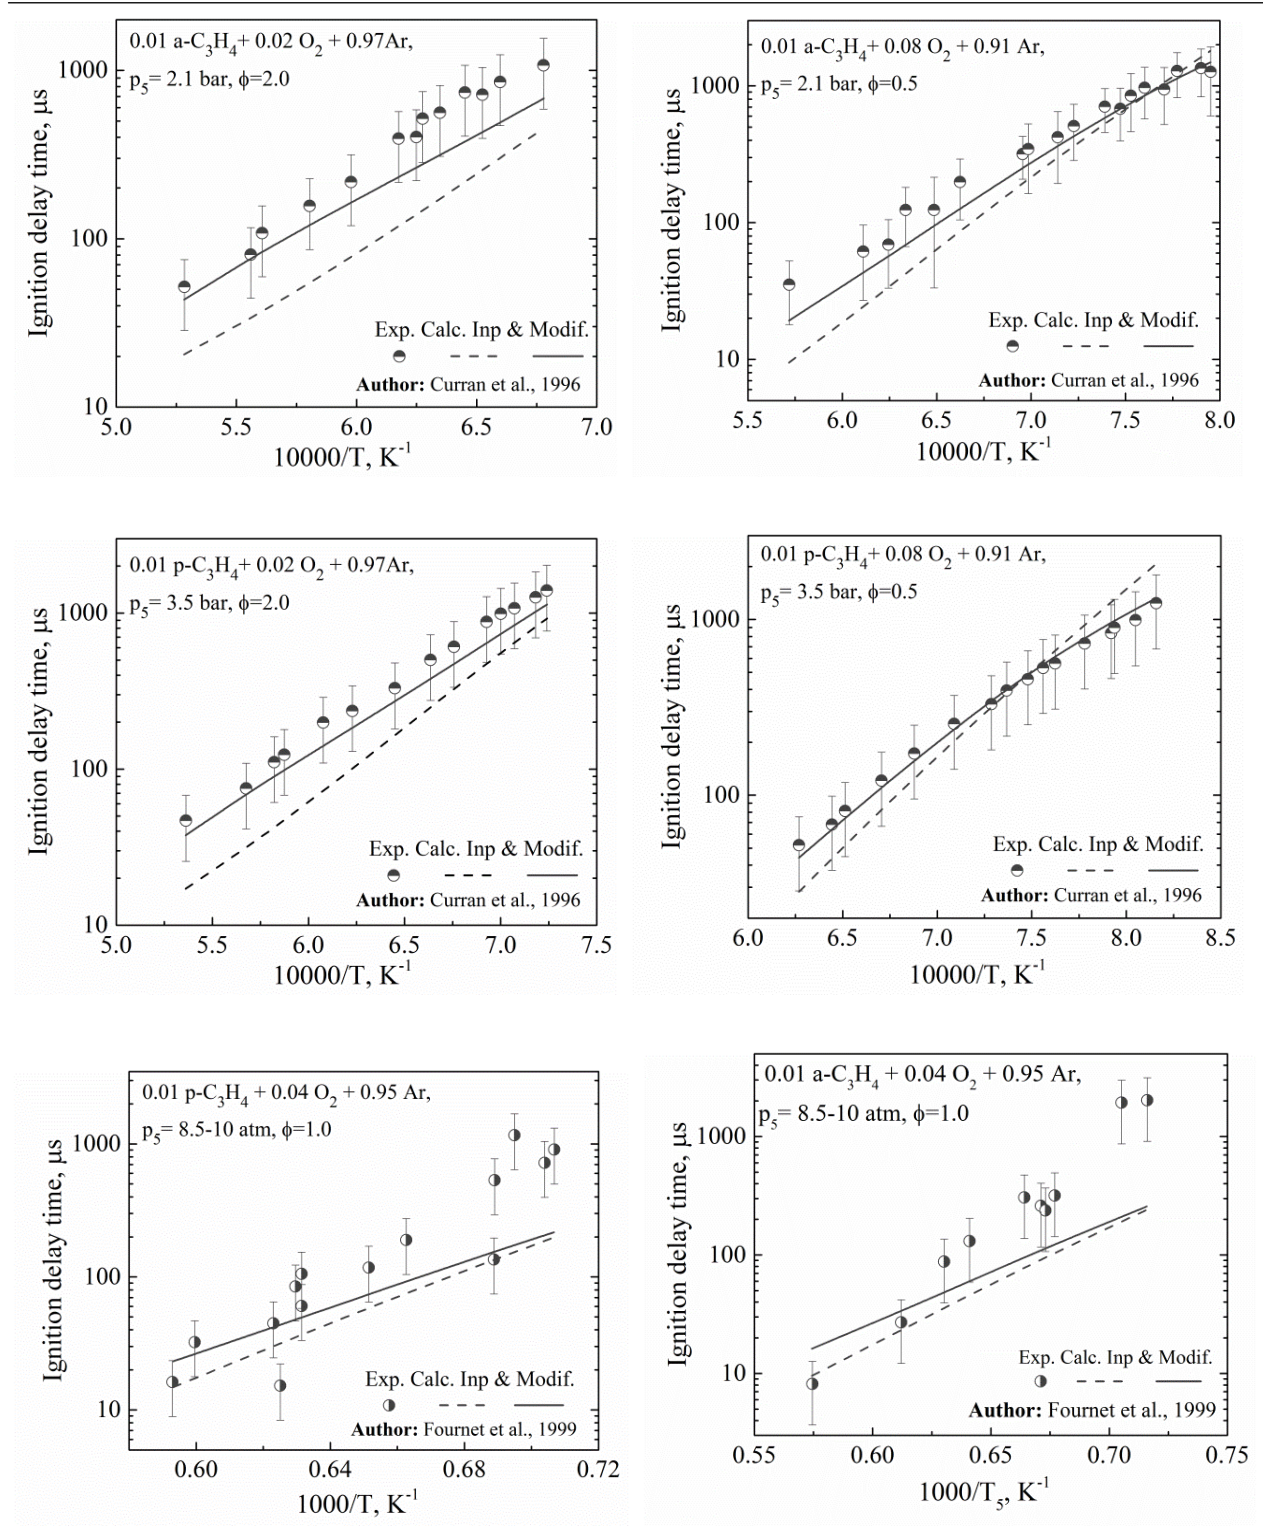 0.01 a-C3H4+ 0.02 O2 + 0.97Ar,
p5= 2.1 bar, ϕ=2.0
1000
100
10
Ignition delay time, μs
Exp. Calc. Inp & Modif.
Author: Curran et al., 1996
5.0 5.5 6.0 6.5 7.0
10000/T, K-1
0.01 a-C3H4+ 0.08 O2 + 0.91 Ar,
p5= 2.1 bar, ϕ=0.5
1000
100
10
Ignition delay time, μs
Exp. Calc. Inp & Modif.
Author: Curran et al., 1996
5.5 6.0 6.5 7.0 7.5 8.0
10000/T, K-1
0.01 p-C3H4+ 0.02 O2 + 0.97Ar,
p5= 3.5 bar, ϕ=2.0
1000
100
10
Ignition delay time, μs
Exp. Calc. Inp & Modif.
Author: Curran et al., 1996
5.0 5.5 6.0 6.5 7.0 7.5
10000/T, K-1
0.01 p-C3H4+ 0.08 O2 + 0.91 Ar,
p5= 3.5 bar, ϕ=0.5
1000
100
Ignition delay time, μs
Exp. Calc. Inp & Modif.
Author: Curran et al., 1996
6.0 6.5 7.0 7.5 8.0 8.5
10000/T, K-1
0.01 p-C3H4 + 0.04 O2 + 0.95 Ar,
p5= 8.5-10 atm, ϕ=1.0
1000
100
10
Ignition delay time, μs
Exp. Calc. Inp & Modif.
Author: Fournet et al., 1999
0.60 0.64 0.68 0.72
1000/T, K-1
0.01 a-C3H4 + 0.04 O2 + 0.95 Ar,
p5= 8.5-10 atm, ϕ=1.0
1000
100
10
Ignition delay time, μs
Exp. Calc. Inp & Modif.
Author: Fournet et al., 1999
0.55 0.60 0.65 0.70 0.75
1000/T5, K-1